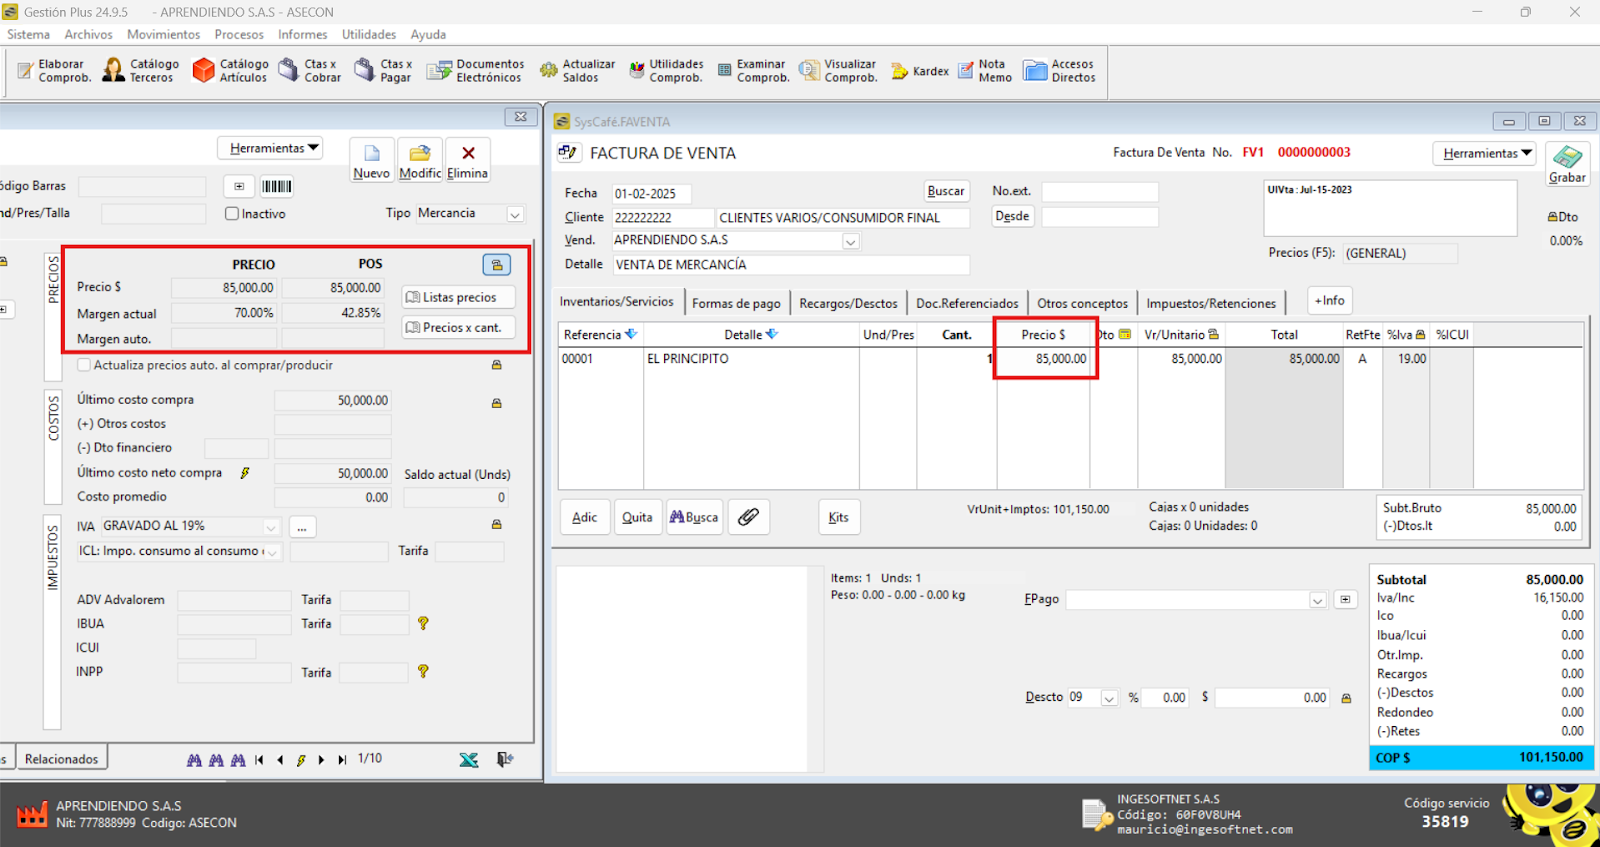 Gestión Plus 24.9.5 - APRENDIENDO S.A.S - ASECON
Sistema Archivos Movimientos Procesos Informes Utilidades Ayuda
Elaborar Comprob.
Catálogo Terceros
Catálogo Artículos
Ctas x Cobrar
Ctas x Pagar
Documentos Electrónicos
Actualizar Saldos
Utilidades Comprob.
Examinar Comprob.
Visualizar Comprob.
Kardex
Nota Memo
Accesos Directos
Herramientas
Nuevo Modific Elimina
ódigo Barras
nd/Pres/Talla
Inactivo
Tipo Mercancia
PRECIOS
PRECIO POS
Precio $ 85,000.00 85,000.00
Listas precios
Margen actual 70.00% 42.85%
Precios x cant.
Margen auto.
Actualiza precios auto. al comprar/producir
COSTOS
Último costo compra 50,000.00
(+) Otros costos
(-) Dto financiero
Último costo neto compra 50,000.00 Saldo actual (Unds)
Costo promedio 0.00 0
IMPUESTOS
IVA GRAVADO AL 19% ...
ICL: Impo. consumo al consumo Tarifa
ADV Advalorem Tarifa
IBUA Tarifa ?
ICUI
INPP Tarifa ?
s Relacionados 1/10
SysCafé.FAVENTA
FACTURA DE VENTA
Factura De Venta No. FV1 0000000003
Herramientas
Grabar
Fecha 01-02-2025 Buscar No.ext.
UlVta : Jul-15-2023
Cliente 222222222 CLIENTES VARIOS/CONSUMIDOR FINAL Desde
Dto
Vend. APRENDIENDO S.A.S
0.00%
Precios (F5): (GENERAL)
Detalle VENTA DE MERCANCÍA
Inventarios/Servicios Formas de pago Recargos/Desctos Doc.Referenciados Otros conceptos Impuestos/Retenciones +Info
Referencia Detalle Und/Pres Cant. Precio $ Dto Vr/Unitario Total RetFte %Iva %ICUI
00001 EL PRINCIPITO 1 85,000.00 85,000.00 85,000.00 A 19.00
Adic Quita Busca Kits
VrUnit+Imptos: 101,150.00
Cajas x 0 unidades
Cajas: 0 Unidades: 0
Subt.Bruto 85,000.00
(-)Dtos.It 0.00
Items: 1 Unds: 1
Peso: 0.00 - 0.00 - 0.00 kg
FPago
Descto 09 % 0.00 $ 0.00
Subtotal 85,000.00
Iva/Inc 16,150.00
Ico 0.00
Ibua/Icui 0.00
Otr.Imp. 0.00
Recargos 0.00
(-)Desctos 0.00
Redondeo 0.00
(-)Retes 0.00
COP $ 101,150.00
APRENDIENDO S.A.S
Nit: 777888999 Codigo: ASECON
INGESOFTNET S.A.S
Código: 60F0V8UH4
mauricio@ingesoftnet.com
Código servicio
35819